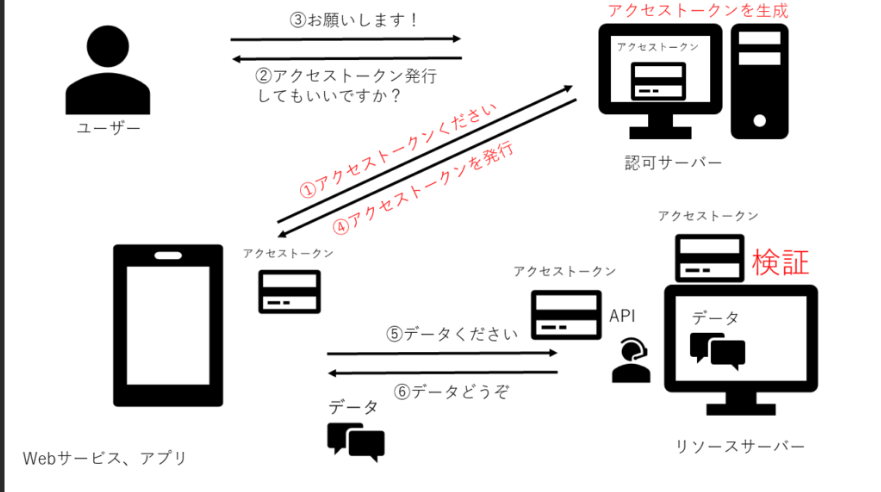 アクセストークンを生成
③お願いします！
②アクセストークン発行
してもいいですか？
アクセストークン
ユーザー
認可サーバー
①アクセストークンください
④アクセストークンを発行
アクセストークン
アクセストークン
検証
アクセストークン
API
データ
⑤データください
⑥データどうぞ
データ
Webサービス、アプリ
リソースサーバー